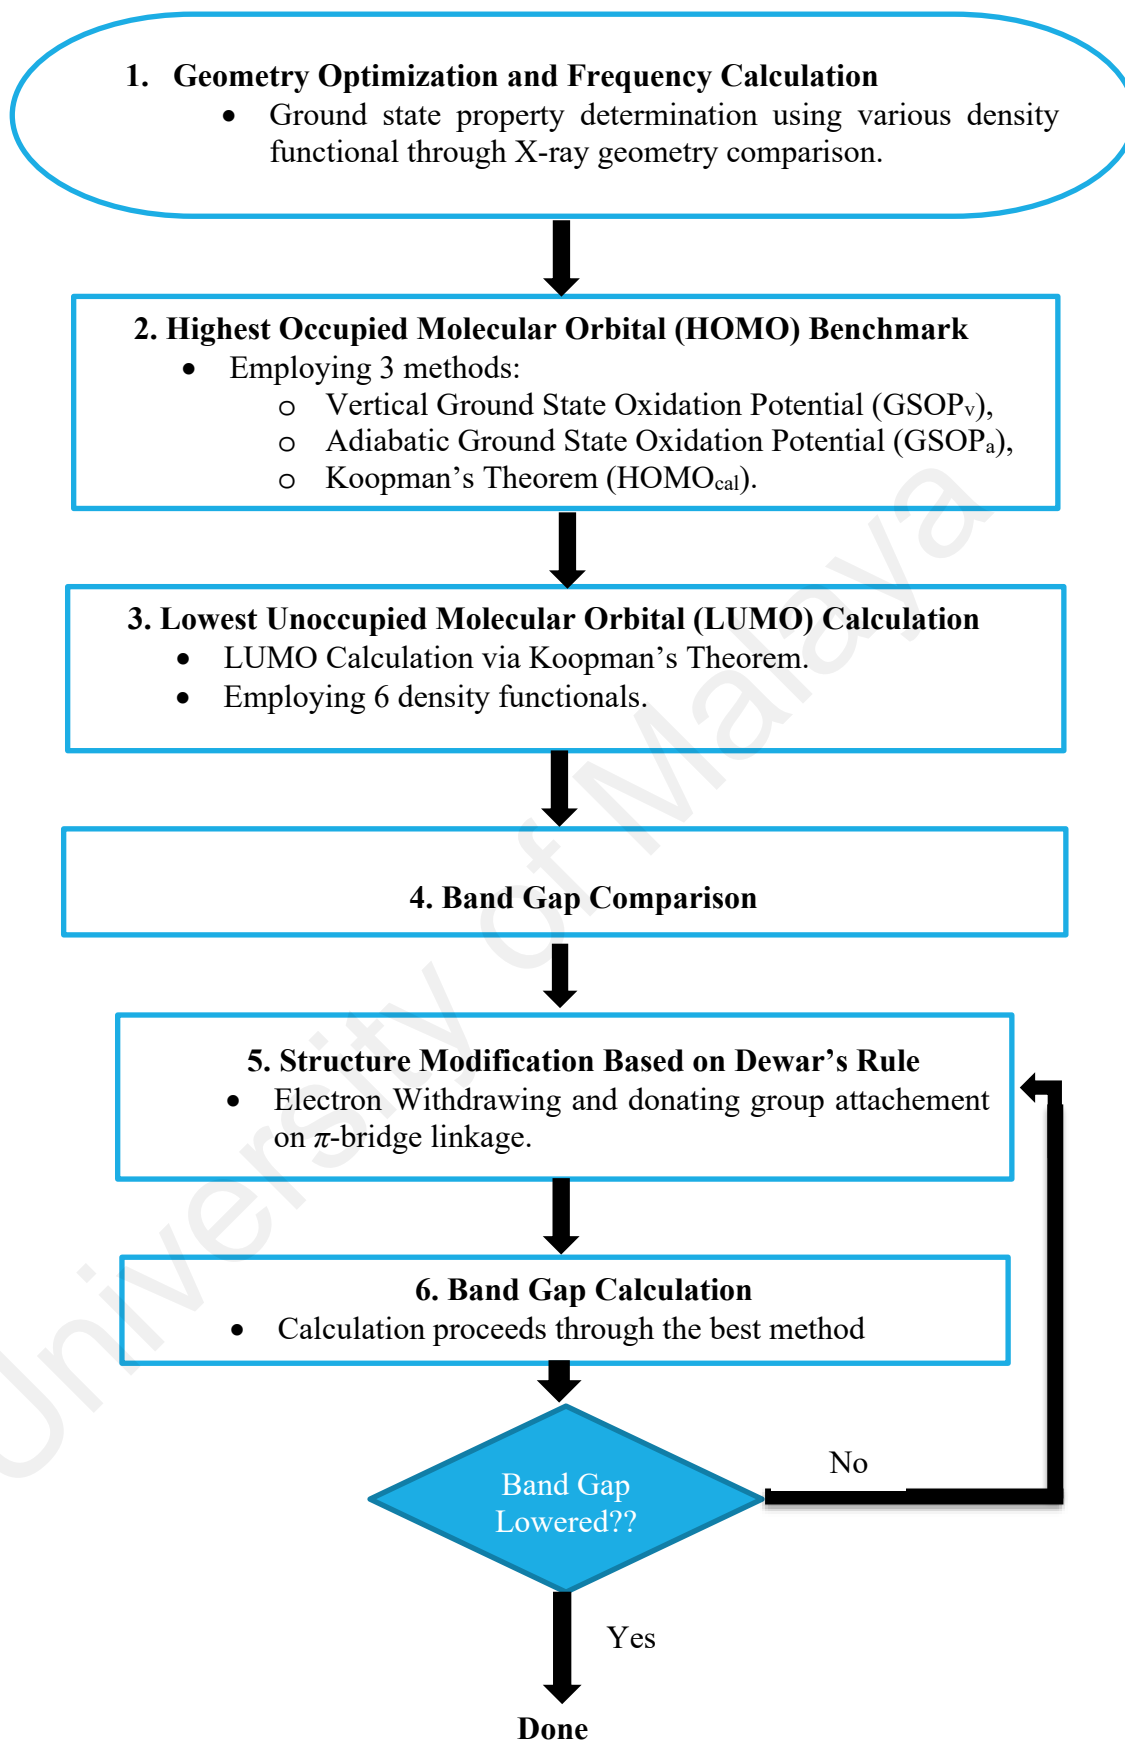 1. Geometry Optimization and Frequency Calculation
• Ground state property determination using various density
functional through X-ray geometry comparison.
2. Highest Occupied Molecular Orbital (HOMO) Benchmark
• Employing 3 methods:
o Vertical Ground State Oxidation Potential (GSOPv),
o Adiabatic Ground State Oxidation Potential (GSOPa),
o Koopman’s Theorem (HOMOcal).
3. Lowest Unoccupied Molecular Orbital (LUMO) Calculation
• LUMO Calculation via Koopman’s Theorem.
• Employing 6 density functionals.
4. Band Gap Comparison
5. Structure Modification Based on Dewar’s Rule
• Electron Withdrawing and donating group attachement
on π-bridge linkage.
6. Band Gap Calculation
• Calculation proceeds through the best method
Band Gap
Lowered??
No
Yes
Done
University of Malaya